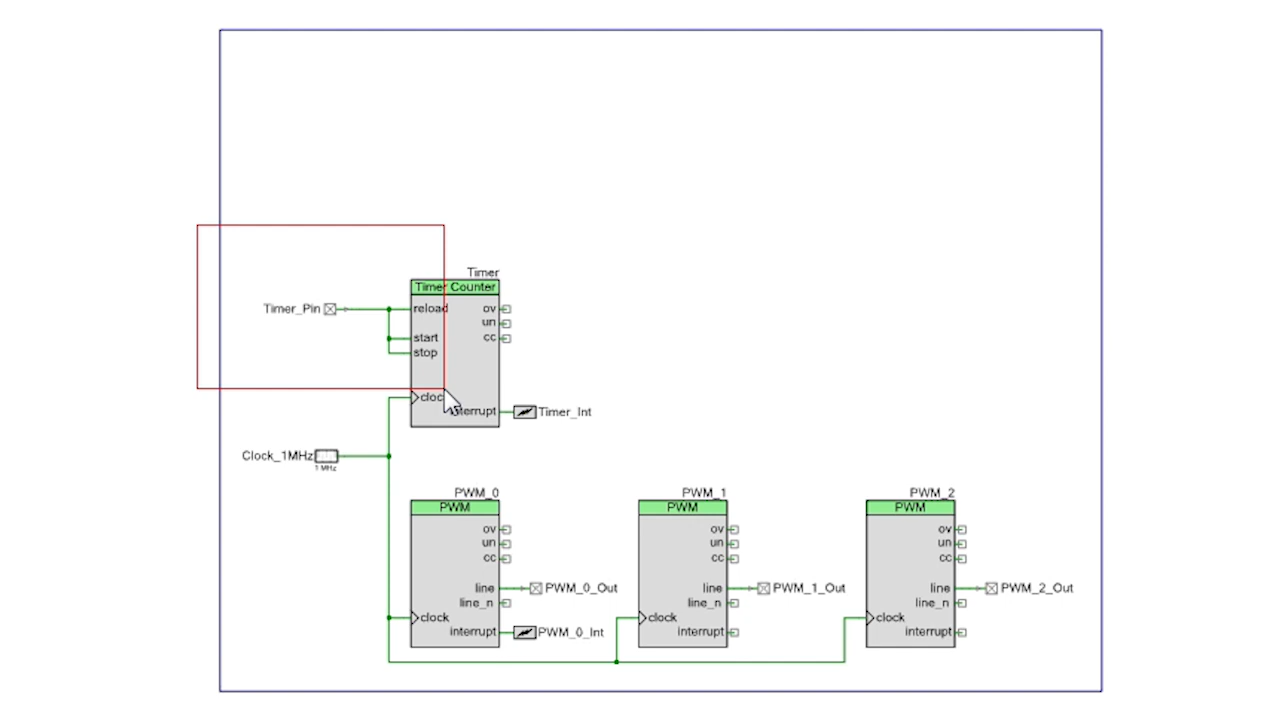 Timer
Timer Counter
Timer_Pin
reload
ov
un
start
cc
stop
cloc
terrupt
Timer_Int
Clock_1MHz
1 MHz
PWM_0
PWM_1
PWM_2
PWM
PWM
PWM
ov
ov
ov
un
un
un
cc
cc
cc
line
PWM_0_Out
line
PWM_1_Out
line
PWM_2_Out
line_n
line_n
line_n
clock
clock
clock
interrupt
PWM_0_Int
interrupt
interrupt